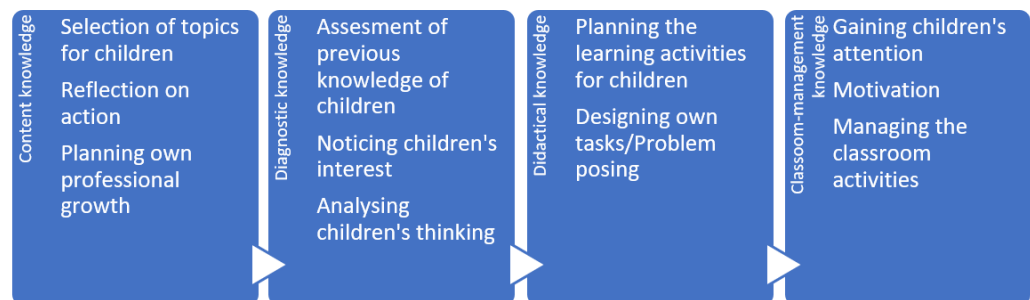 Content knowledge
Selection of topics
for children
Reflection on
action
Planning own
professional
growth
Diagnostic knowledge
Assesment of
previous
knowledge of
children
Noticing children's
interest
Analysing
children's thinking
Didactical knowledge
Planning the
learning activities
for children
Designing own
tasks/Problem
posing
Classoom-management
knowledge
Gaining children's
attention
Motivation
Managing the
classroom
activities